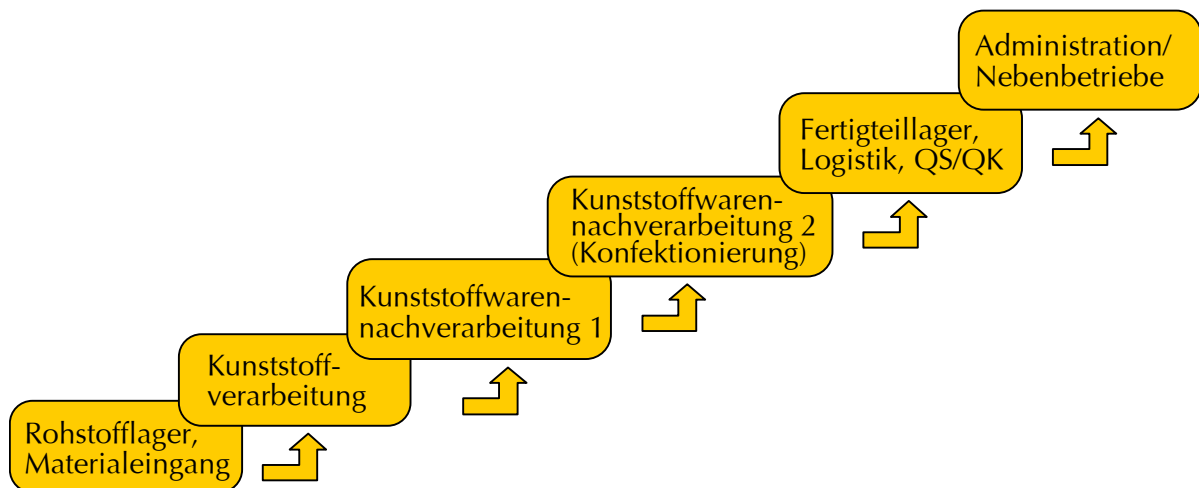 Administration/
Nebenbetriebe
Fertigteillager,
Logistik, QS/QK
Kunststoffwaren-
nachverarbeitung 2
(Konfektionierung)
Kunststoffwaren-
nachverarbeitung 1
Kunststoff-
verarbeitung
Rohstofflager,
Materialeingang